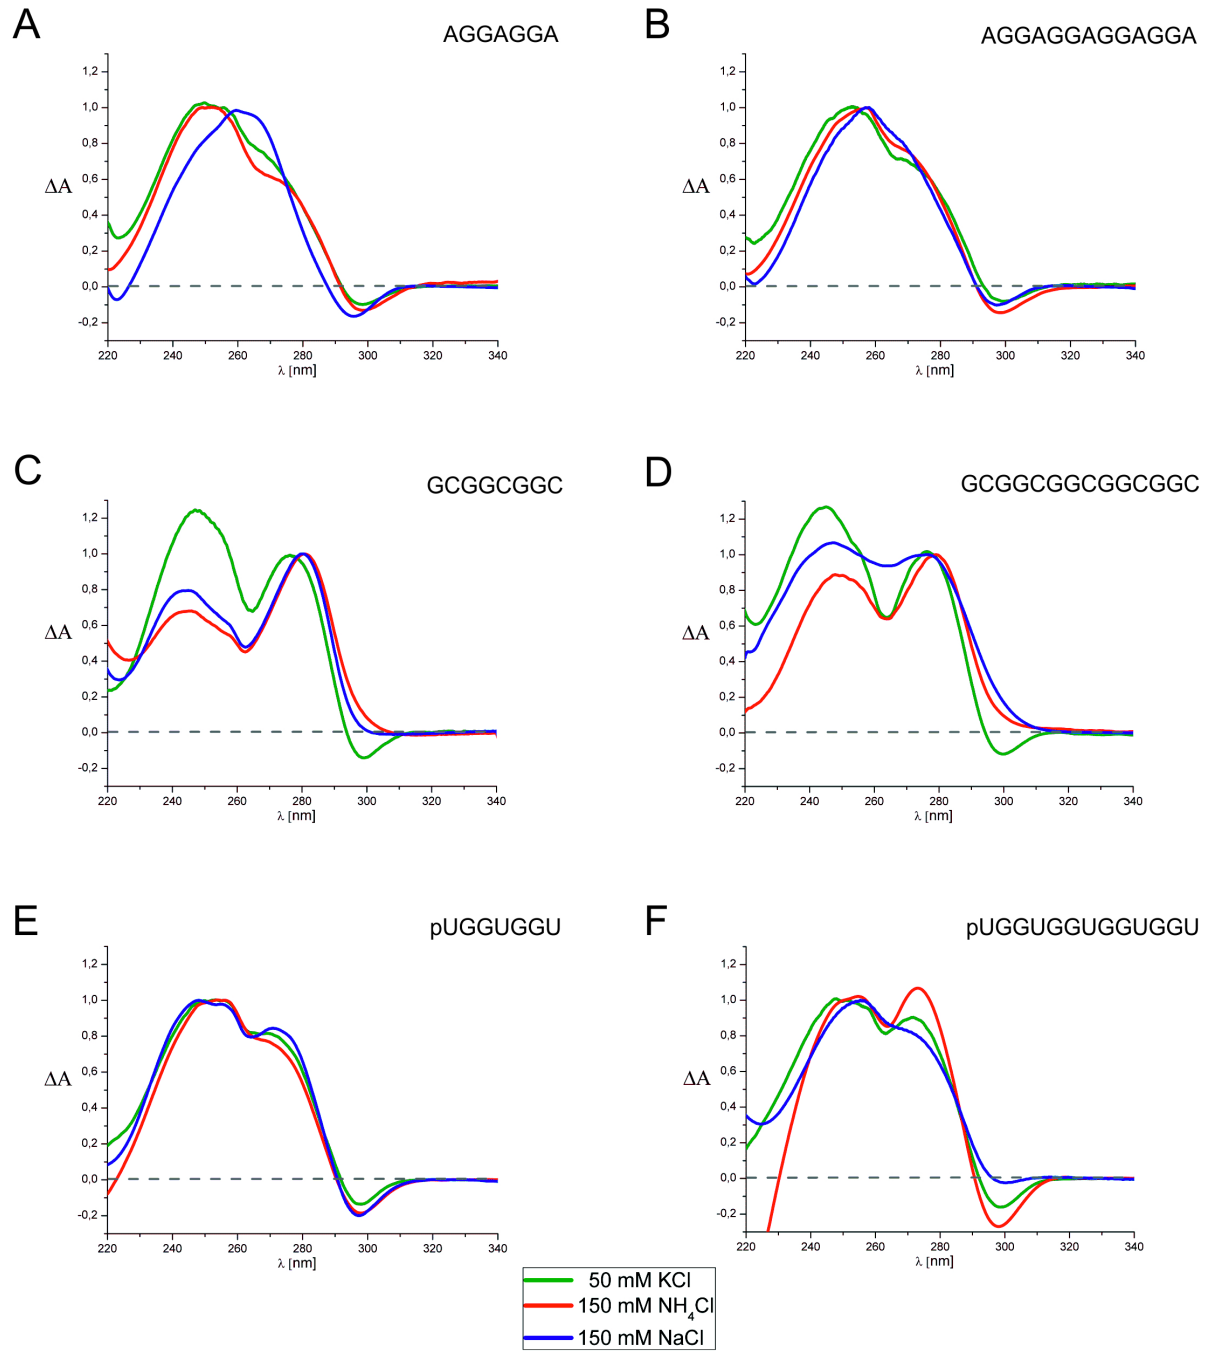 A
AGGAGGA
1,2
1,0
0,8
0,6
0,4
0,2
0,0
-0,2
ΔA
220 240 260 280 300 320 340
λ [nm]
B
AGGAGGAGGAGGA
1,2
1,0
0,8
0,6
0,4
0,2
0,0
-0,2
ΔA
220 240 260 280 300 320 340
λ [nm]
C
GCGGCGGC
1,2
1,0
0,8
0,6
0,4
0,2
0,0
-0,2
ΔA
220 240 260 280 300 320 340
λ [nm]
D
GCGGCGGCGGCGGC
1,2
1,0
0,8
0,6
0,4
0,2
0,0
-0,2
ΔA
220 240 260 280 300 320 340
λ [nm]
E
pUGGUGGU
1,2
1,0
0,8
0,6
0,4
0,2
0,0
-0,2
ΔA
220 240 260 280 300 320 340
λ [nm]
F
pUGGUGGUGGUGGU
1,2
1,0
0,8
0,6
0,4
0,2
0,0
-0,2
ΔA
220 240 260 280 300 320 340
λ [nm]
50 mM KCl
150 mM NH₄Cl
150 mM NaCl